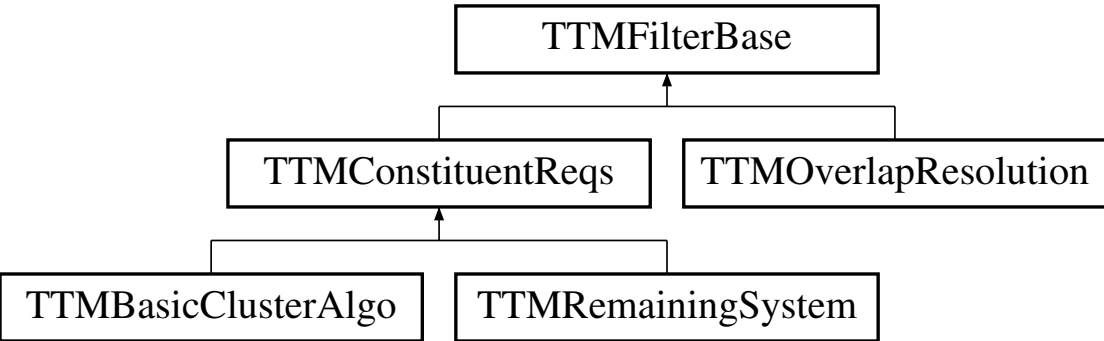 TTMFilterBase
TTMConstituentReqs
TTMOverlapResolution
TTMBasicClusterAlgo
TTMRemainingSystem